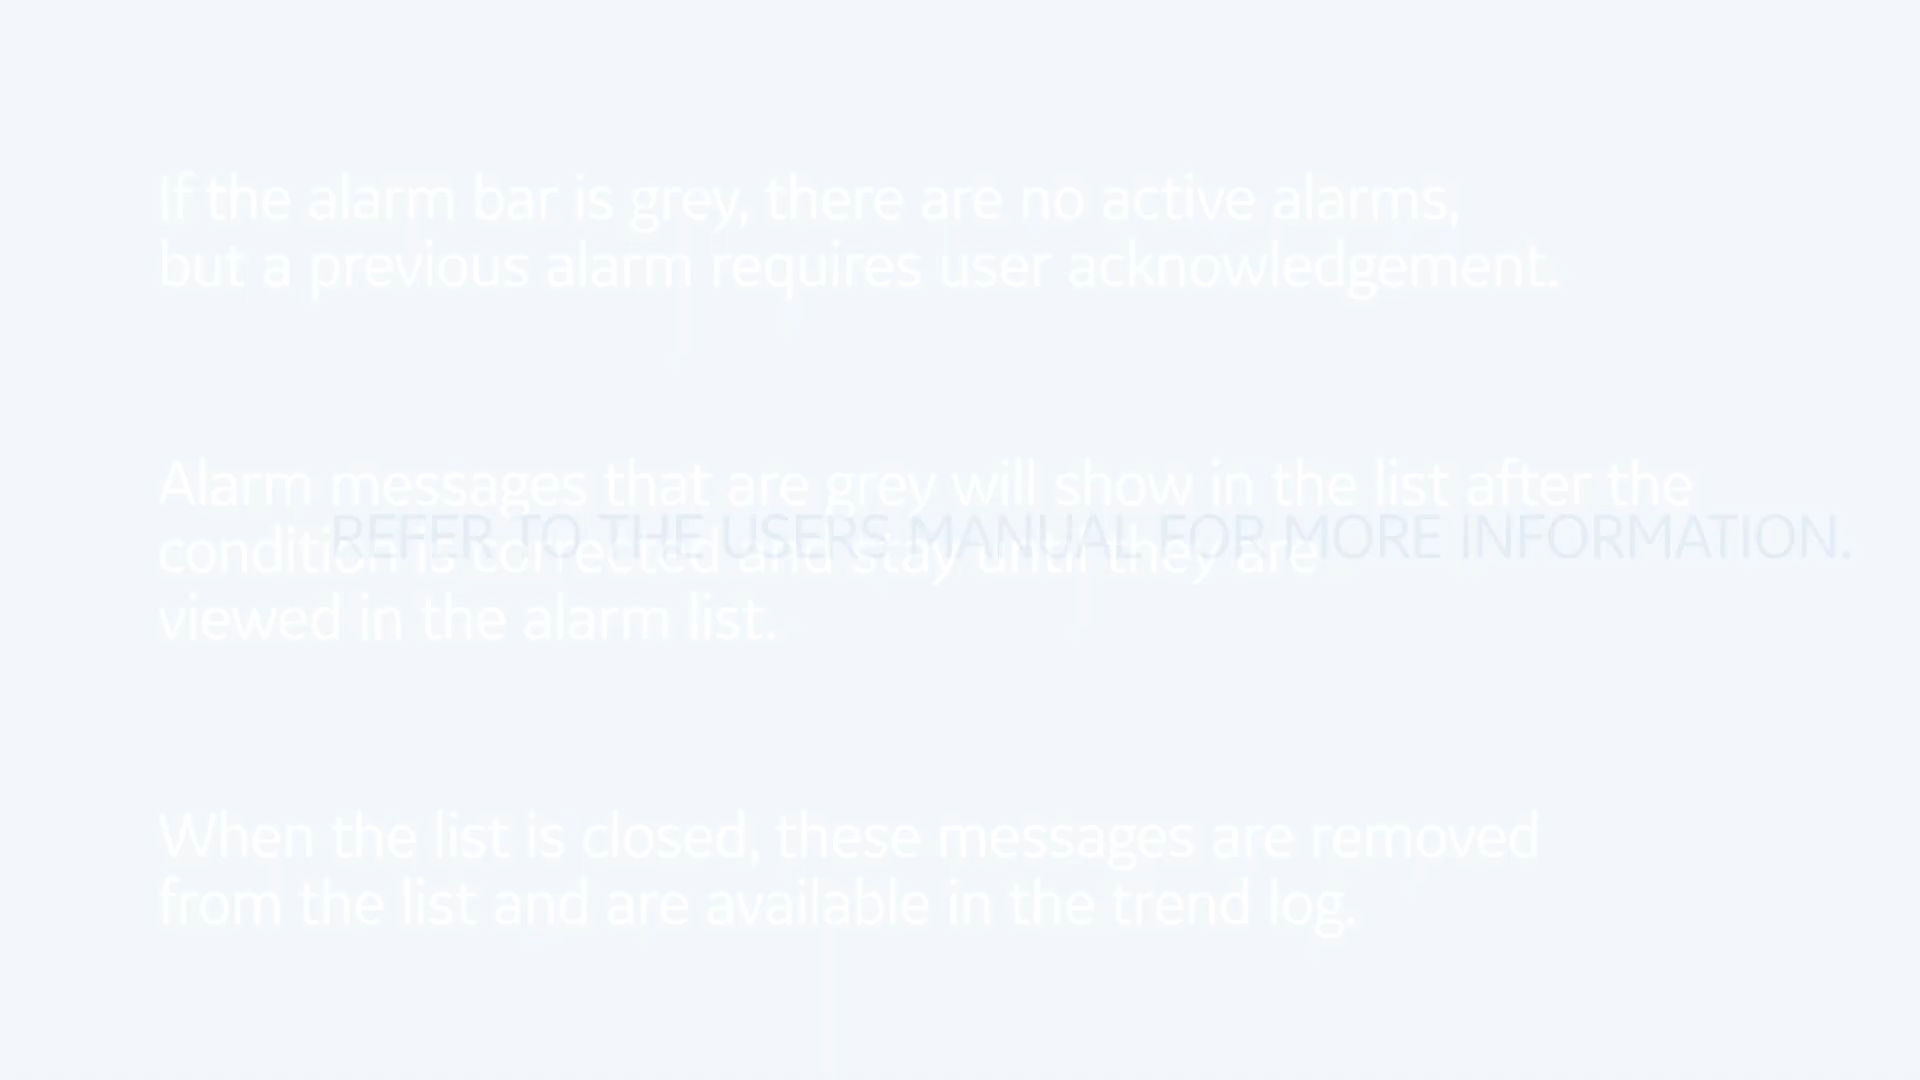 If the alarm bar is grey, there are no active alarms,
but a previous alarm requires user acknowledgement.
Alarm messages that are grey will show in the list after the
REFER TO THE USERS MANUAL FOR MORE INFORMATION.
condition is corrected and stay until they are
viewed in the alarm list.
When the list is closed, these messages are removed
from the list and are available in the trend log.